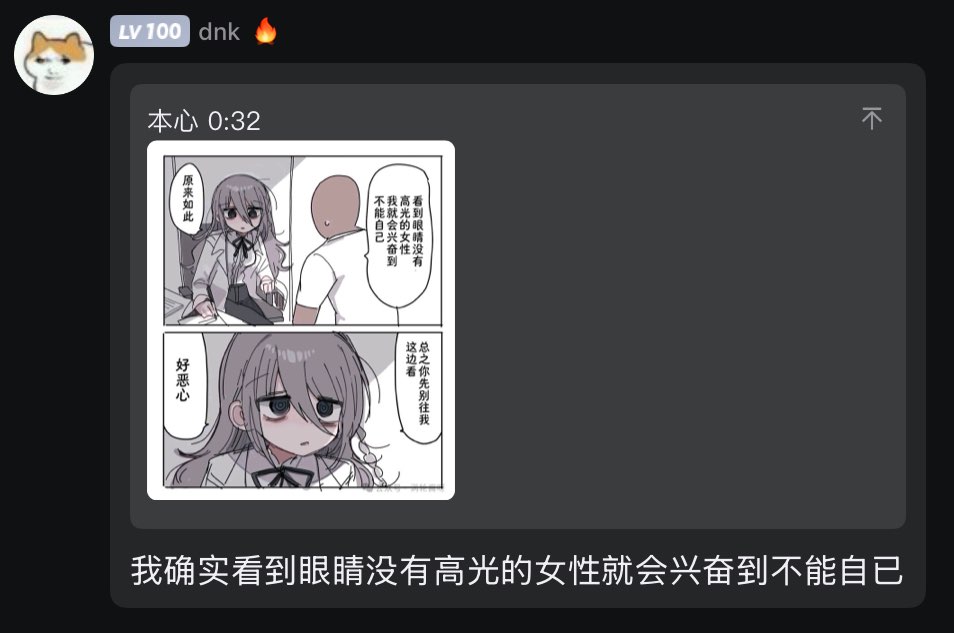 LV 100 dnk 🔥
本心 0:32
看到眼睛没有
高光的女性
我就会兴奋到
不能自己
原来如此
总之你先别往我
这边看
好恶心
我确实看到眼睛没有高光的女性就会兴奋到不能自已